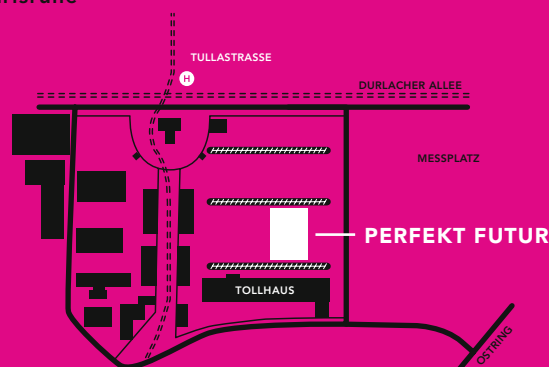 TULLASTRASSE
H
DURLACHER ALLEE
MESSPLATZ
PERFEKT FUTUR
TOLLHAUS
OSTRING